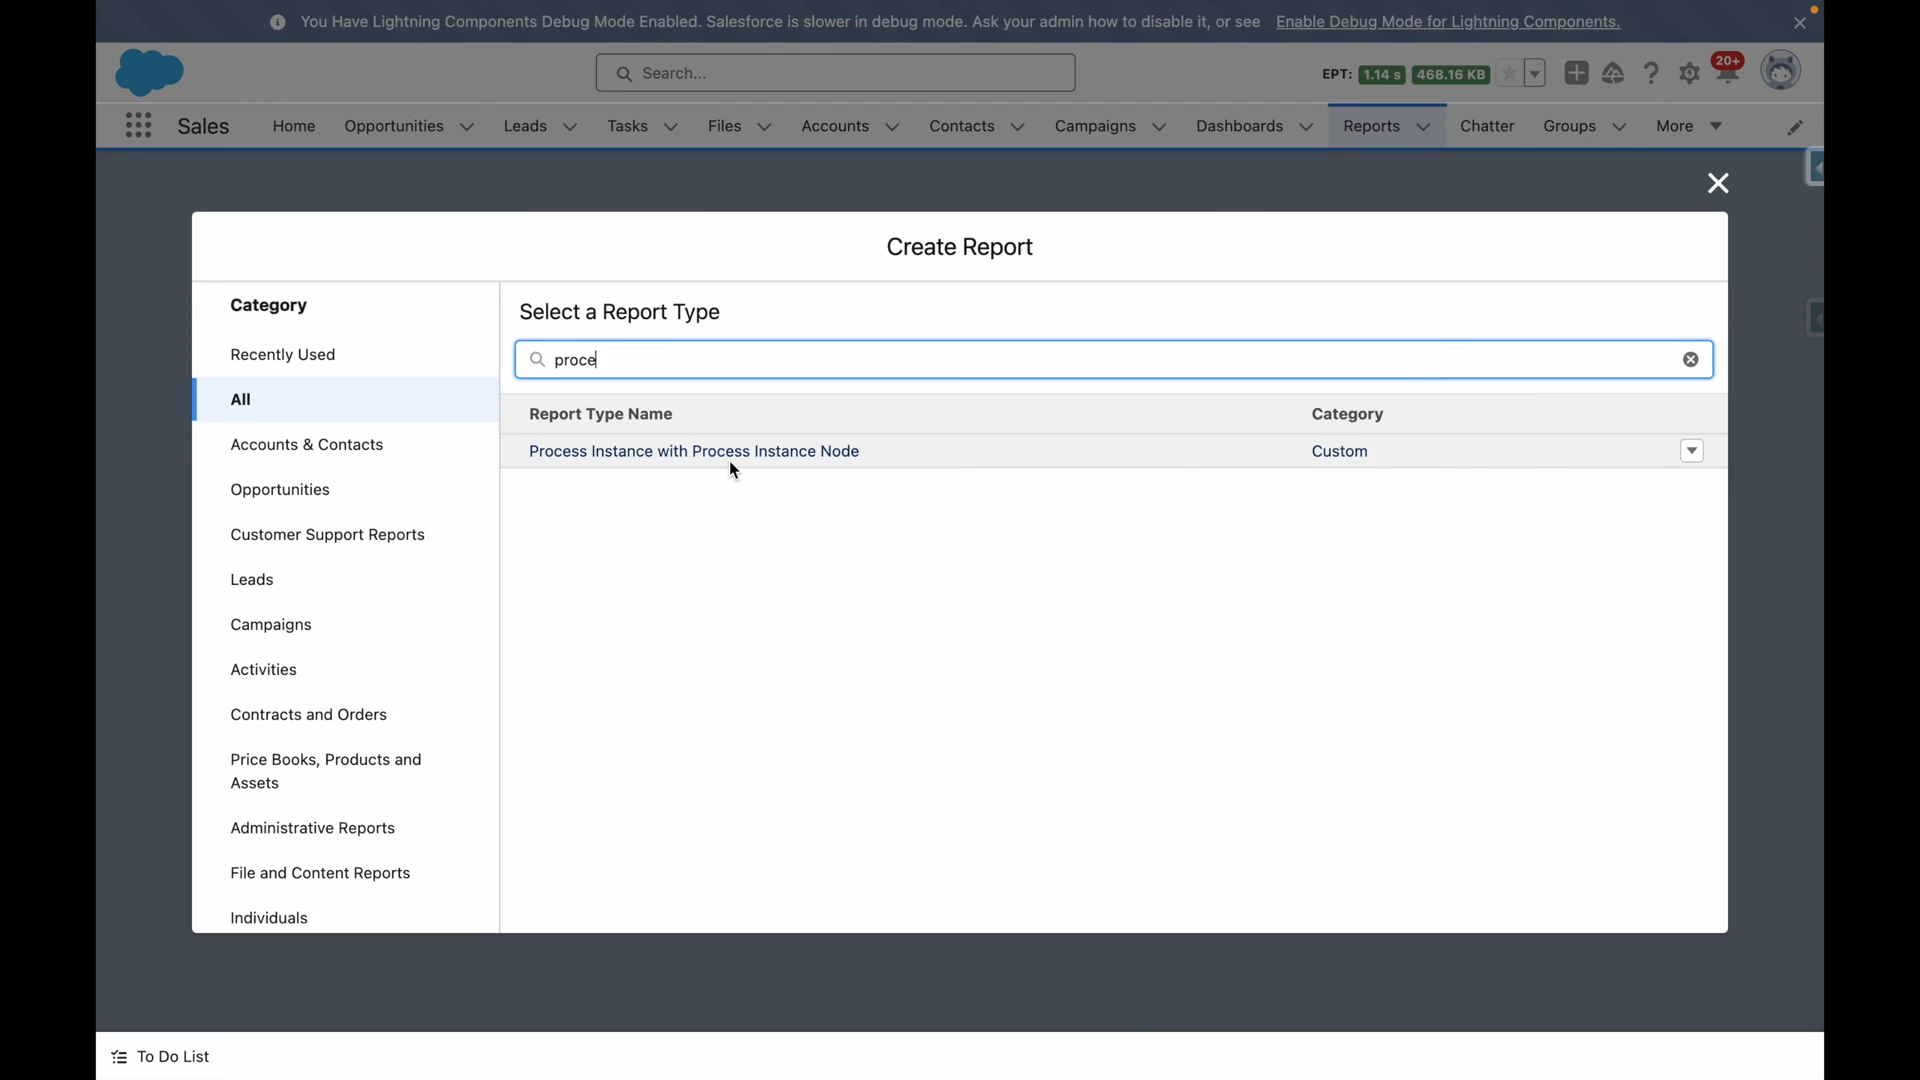 You Have Lightning Components Debug Mode Enabled. Salesforce is slower in debug mode. Ask your admin how to disable it, or see Enable Debug Mode for Lightning Components.
Search...
EPT: 1.14 s 468.16 KB
20+
Sales Home Opportunities Leads Tasks Files Accounts Contacts Campaigns Dashboards Reports Chatter Groups More
Create Report
Category
Recently Used
All
Accounts & Contacts
Opportunities
Customer Support Reports
Leads
Campaigns
Activities
Contracts and Orders
Price Books, Products and
Assets
Administrative Reports
File and Content Reports
Individuals
Select a Report Type
proce
Report Type Name Category
Process Instance with Process Instance Node Custom
To Do List